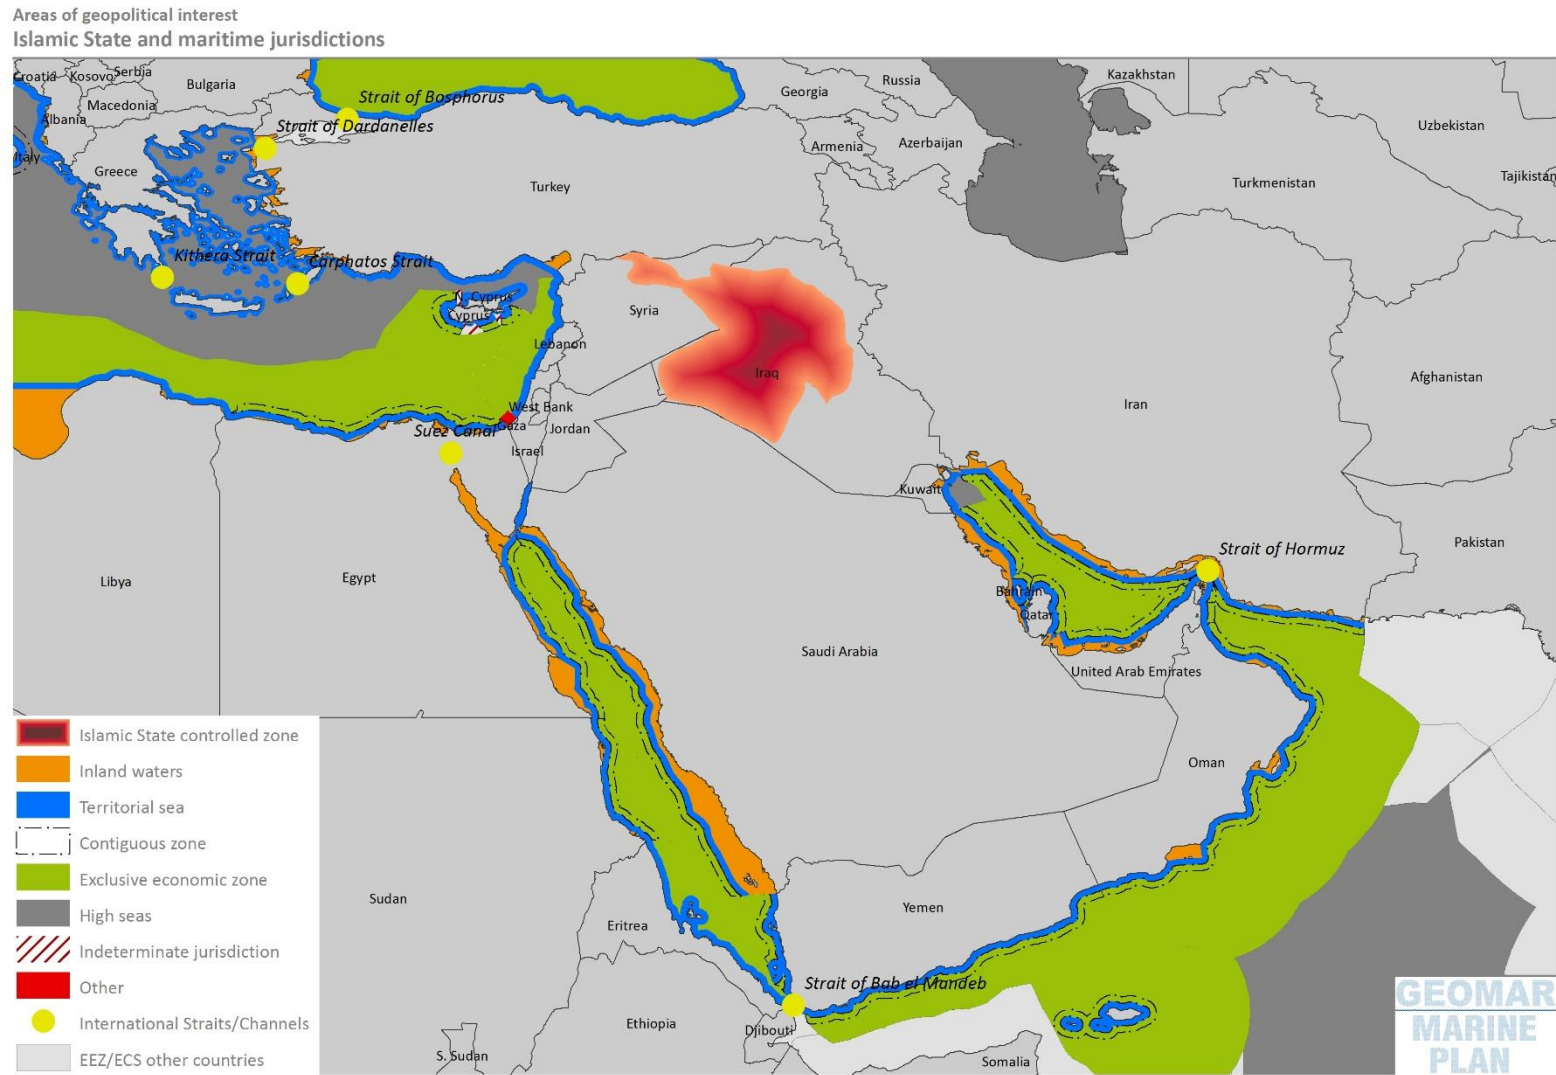 Areas of geopolitical interest
Islamic State and maritime jurisdictions
Croatia
Kosovo
Serbia
Bulgaria
Macedonia
Albania
Italy
Greece
Strait of Bosphorus
Strait of Dardanelles
Georgia
Russia
Kazakhstan
Armenia
Azerbaijan
Uzbekistan
Turkmenistan
Tajikistan
Turkey
Kithera Strait
Carphatos Strait
N. Cyprus
Cyprus
Syria
Lebanon
Iraq
Iran
Afghanistan
West Bank
Gaza
Suez Canal
Jordan
Israel
Kuwait
Strait of Hormuz
Pakistan
Libya
Egypt
Bahrain
Qatar
Saudi Arabia
United Arab Emirates
Oman
Sudan
Eritrea
Yemen
Strait of Bab el Mandeb
Ethiopia
Djibouti
S. Sudan
Somalia
Islamic State controlled zone
Inland waters
Territorial sea
Contiguous zone
Exclusive economic zone
High seas
Indeterminate jurisdiction
Other
International Straits/Channels
EEZ/ECS other countries
GEOMAR
MARINE
PLAN